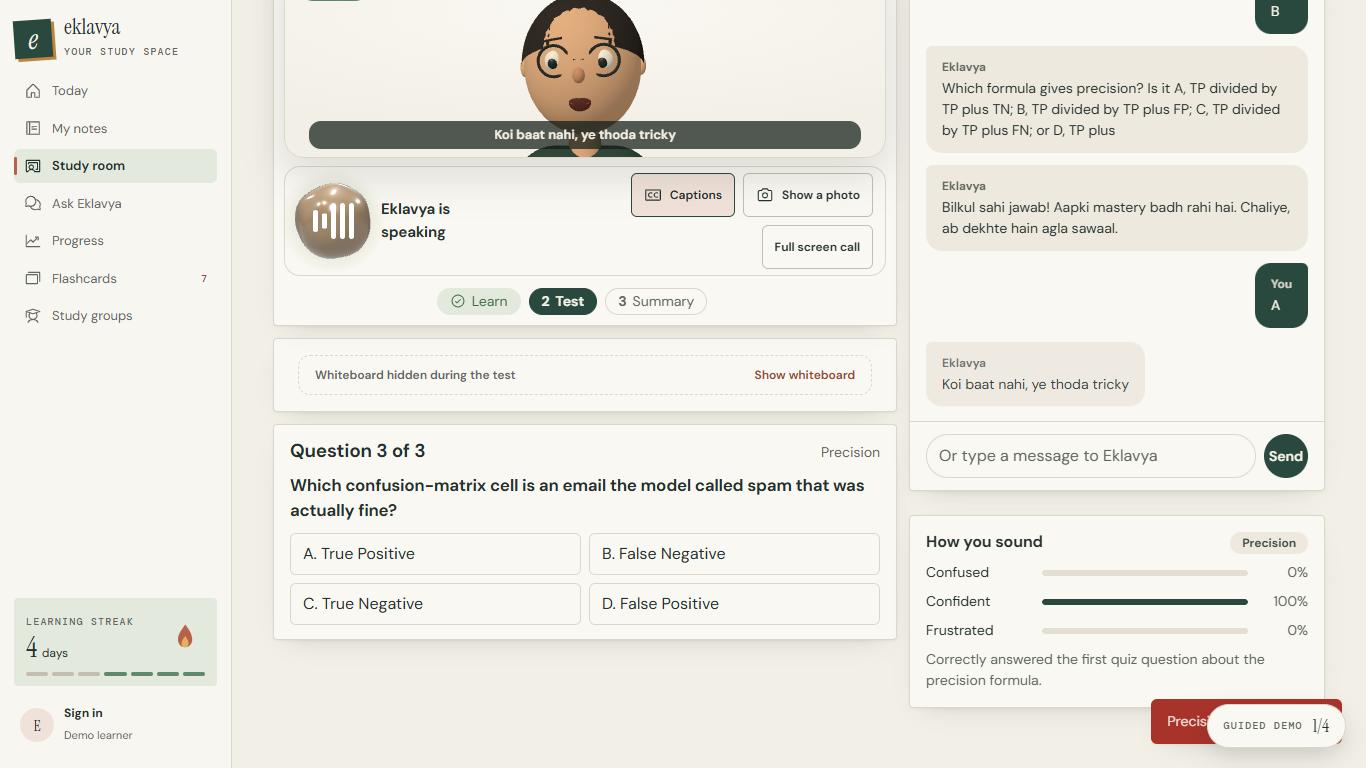 e
eklavya
YOUR STUDY SPACE
Today
My notes
Study room
Ask Eklavya
Progress
Flashcards 7
Study groups
LEARNING STREAK
4 days
E
Sign in
Demo learner
Koi baat nahi, ye thoda tricky
Eklavya is
speaking
CC Captions
Show a photo
Full screen call
Learn
2 Test
3 Summary
Whiteboard hidden during the test
Show whiteboard
Question 3 of 3
Precision
Which confusion-matrix cell is an email the model called spam that was
actually fine?
A. True Positive
B. False Negative
C. True Negative
D. False Positive
B
Eklavya
Which formula gives precision? Is it A, TP divided by
TP plus TN; B, TP divided by TP plus FP; C, TP divided
by TP plus FN; or D, TP plus
Eklavya
Bilkul sahi jawab! Aapki mastery badh rahi hai. Chaliye,
ab dekhte hain agla sawaal.
You
A
Eklavya
Koi baat nahi, ye thoda tricky
Or type a message to Eklavya
Send
How you sound
Precision
Confused 0%
Confident 100%
Frustrated 0%
Correctly answered the first quiz question about the
precision formula.
GUIDED DEMO 1/4